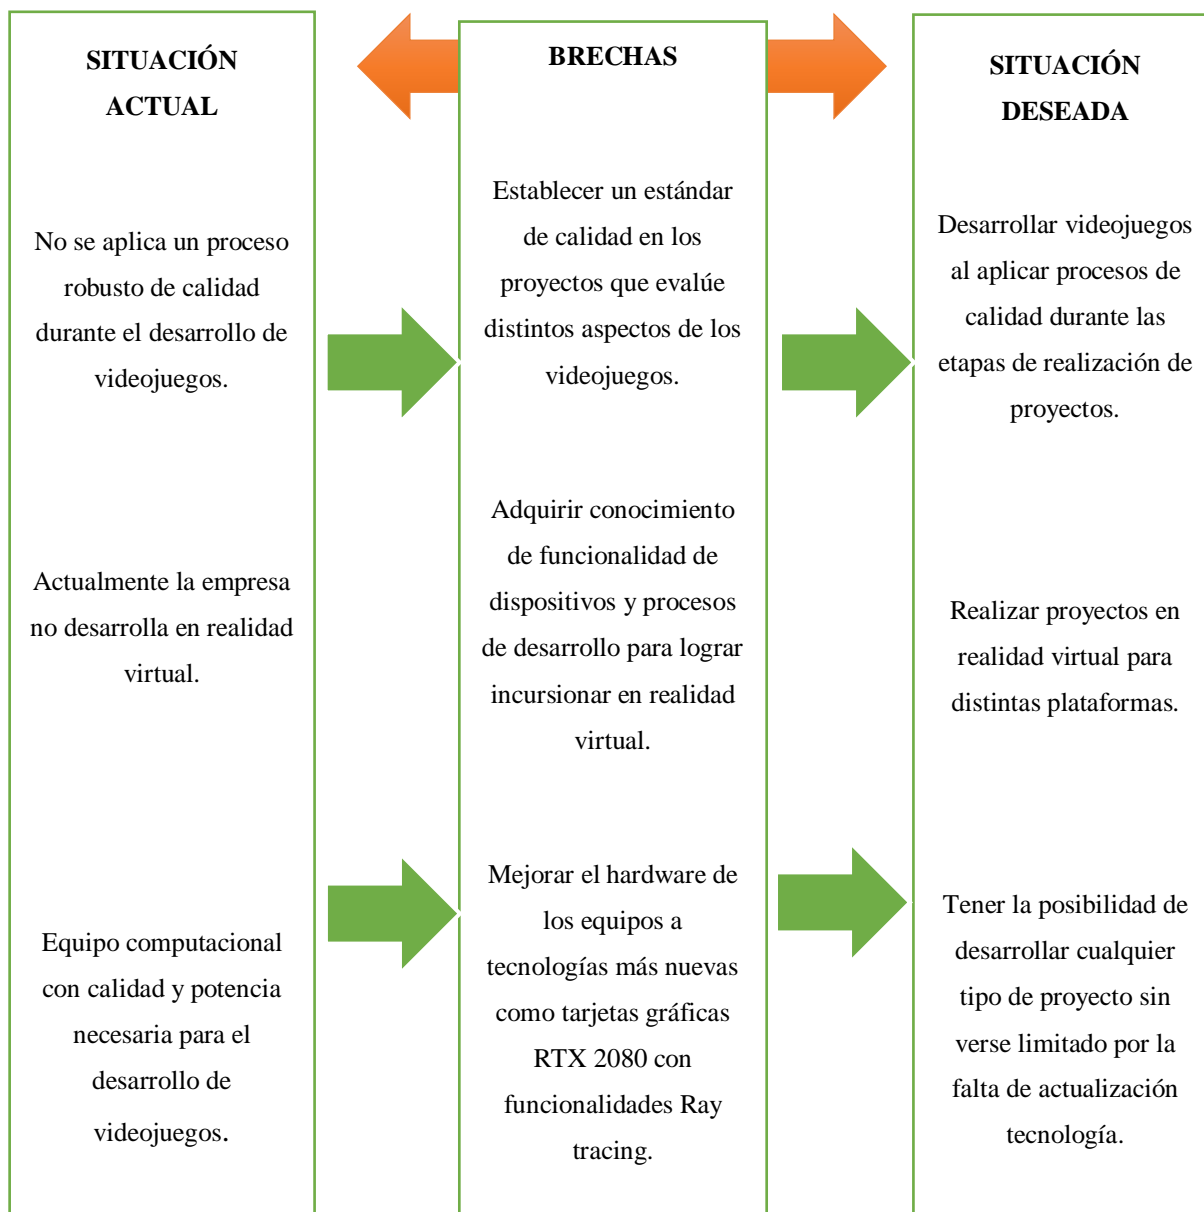 SITUACIÓN
ACTUAL
No se aplica un proceso
robusto de calidad
durante el desarrollo de
videojuegos.
Actualmente la empresa
no desarrolla en realidad
virtual.
Equipo computacional
con calidad y potencia
necesaria para el
desarrollo de
videojuegos.
BRECHAS
Establecer un estándar
de calidad en los
proyectos que evalúe
distintos aspectos de los
videojuegos.
Adquirir conocimiento
de funcionalidad de
dispositivos y procesos
de desarrollo para lograr
incursionar en realidad
virtual.
Mejorar el hardware de
los equipos a
tecnologías más nuevas
como tarjetas gráficas
RTX 2080 con
funcionalidades Ray
tracing.
SITUACIÓN
DESEADA
Desarrollar videojuegos
al aplicar procesos de
calidad durante las
etapas de realización de
proyectos.
Realizar proyectos en
realidad virtual para
distintas plataformas.
Tener la posibilidad de
desarrollar cualquier
tipo de proyecto sin
verse limitado por la
falta de actualización
tecnología.